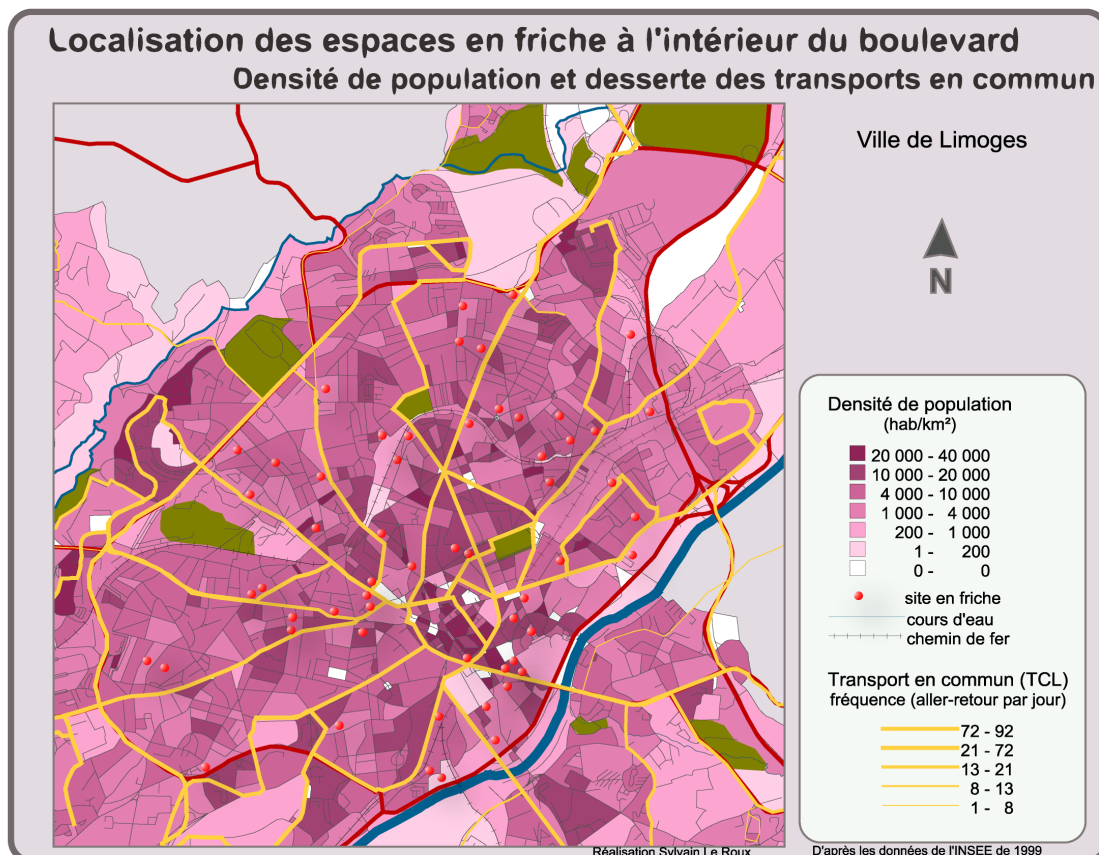 Localisation des espaces en friche à l'intérieur du boulevard
Densité de population et desserte des transports en commun
Ville de Limoges
N
Densité de population
(hab/km²)
20 000 - 40 000
10 000 - 20 000
4 000 - 10 000
1 000 - 4 000
200 - 1 000
1 - 200
0 - 0
site en friche
cours d'eau
chemin de fer
Transport en commun (TCL)
fréquence (aller-retour par jour)
72 - 92
21 - 72
13 - 21
8 - 13
1 - 8
Réalisation Sylvain Le Roux
D'après les données de l'INSEE de 1999